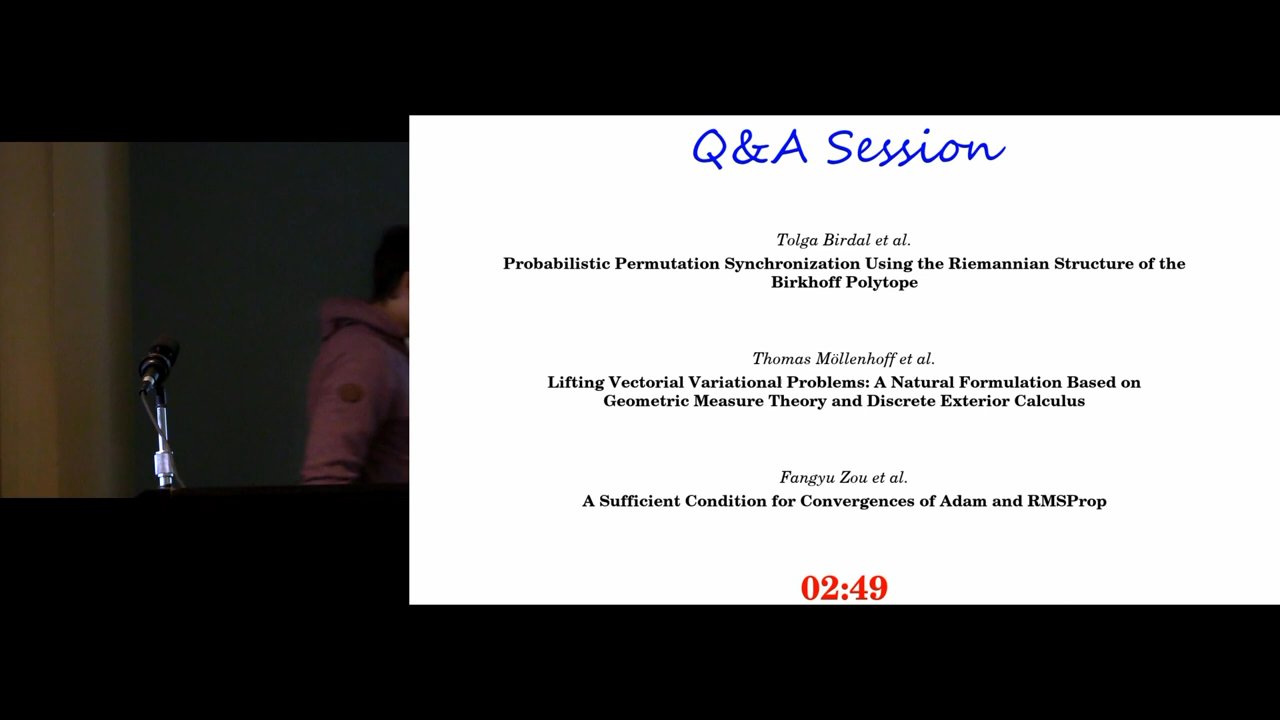 Q&A Session
Tolga Birdal et al.
Probabilistic Permutation Synchronization Using the Riemannian Structure of the
Birkhoff Polytope
Thomas Möllenhoff et al.
Lifting Vectorial Variational Problems: A Natural Formulation Based on
Geometric Measure Theory and Discrete Exterior Calculus
Fangyu Zou et al.
A Sufficient Condition for Convergences of Adam and RMSProp
02:49